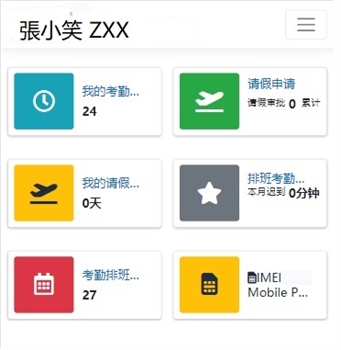 張小笑 ZXX
我的考勤...
24
请假申请
请假审批 0 累计
我的请假...
0天
排班考勤...
本月迟到 0分钟
考勤排班...
27
IMEI
Mobile P...